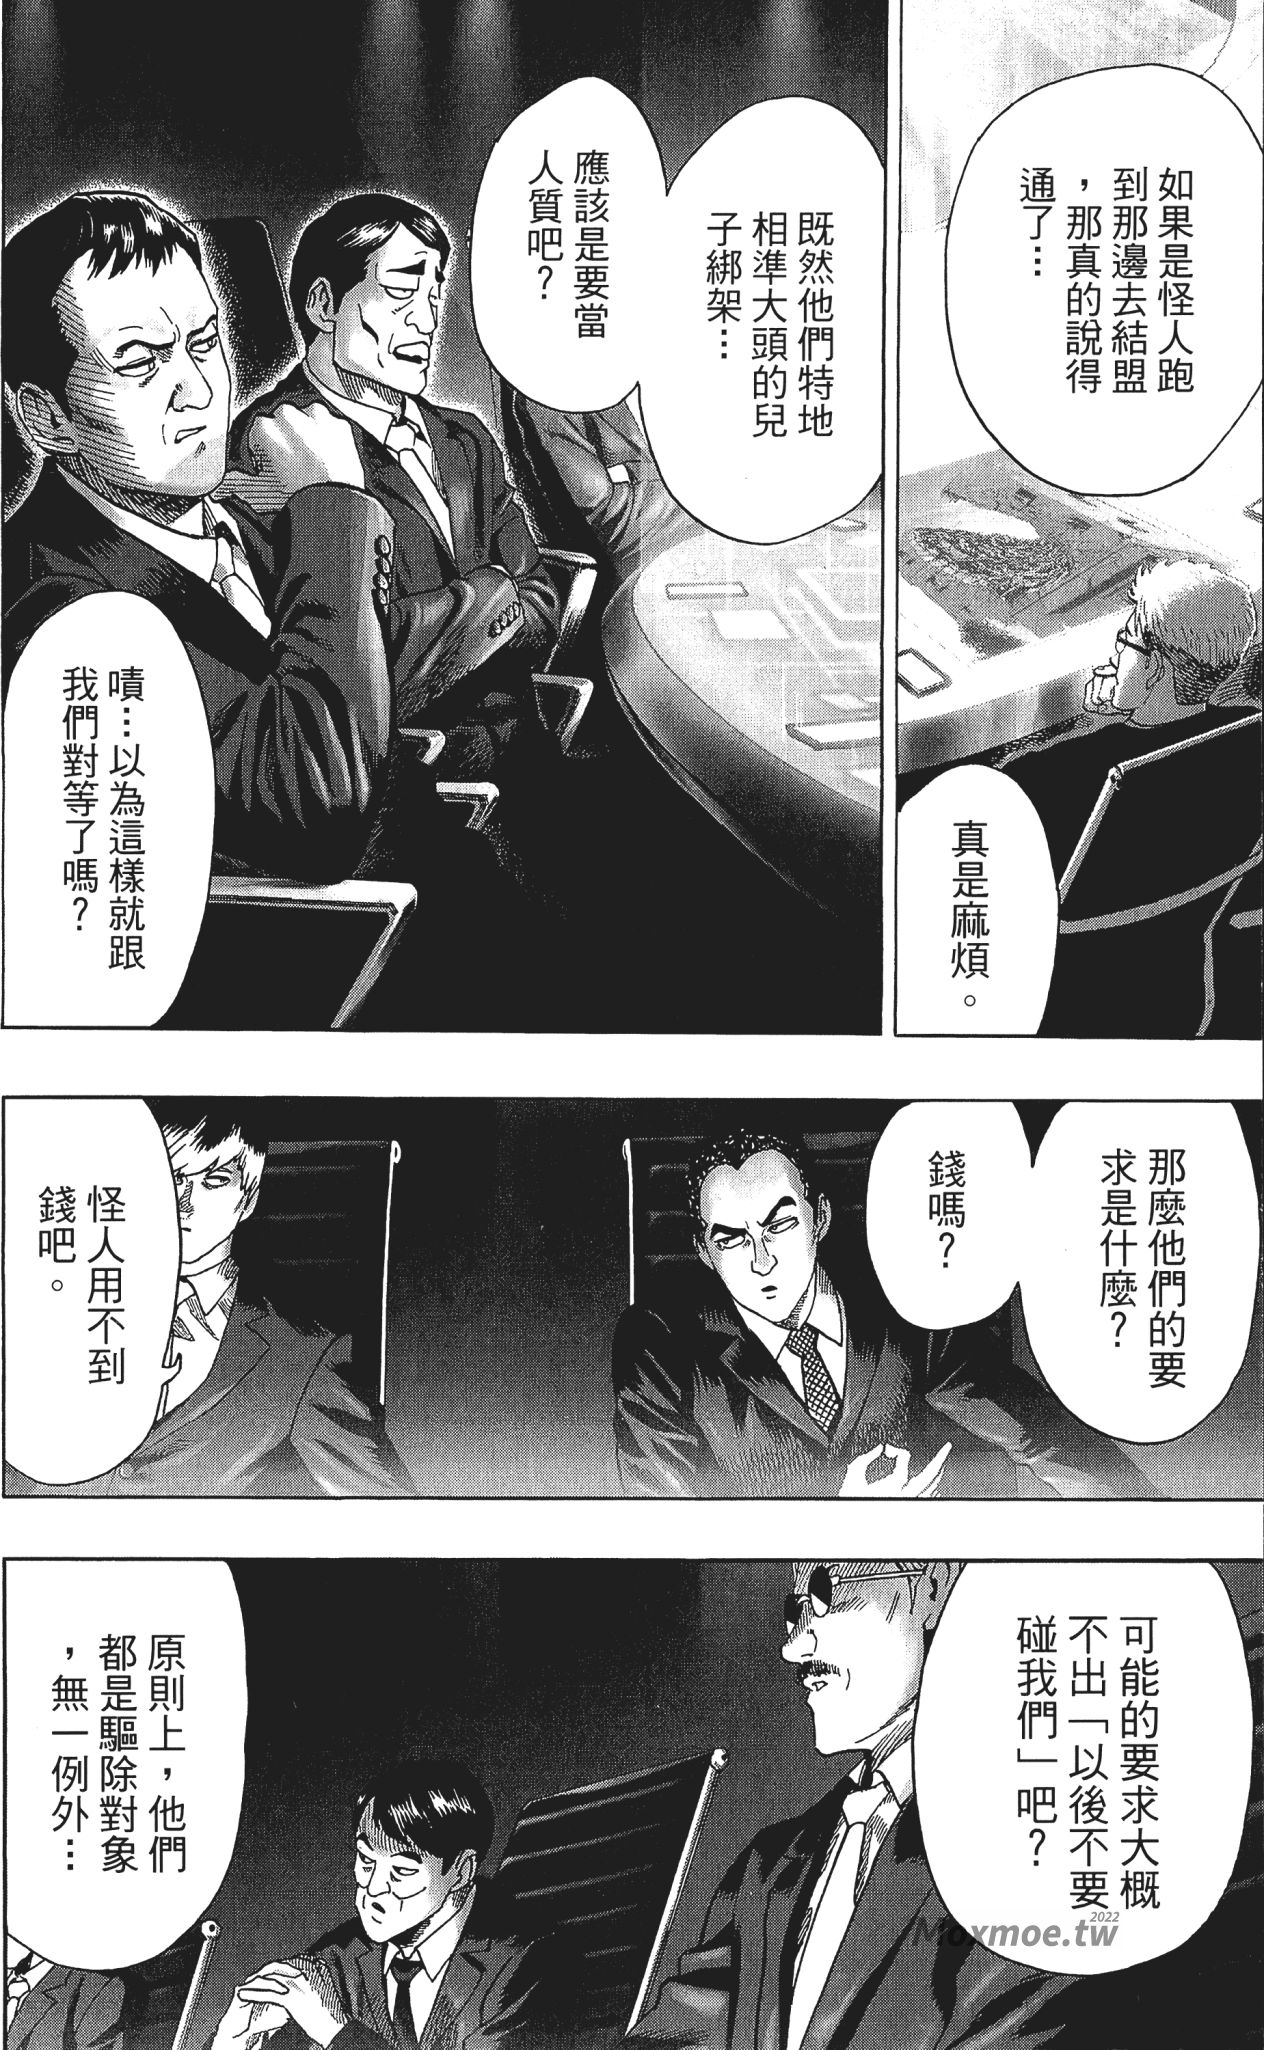 如果是怪人跑
到那邊去結盟
，那真的說得
通了…
真是麻煩。
既然他們特地
相準大頭的兒
子綁架…
應該是要當
人質吧？
嘖…以為這樣就跟
我們對等了嗎？
那麼他們的要
求是什麼？
錢嗎？
怪人用不到
錢吧。
可能的要求大概
不出「以後不要
碰我們」吧？
原則上，他們
都是驅除對象
，無一例外…
Moxmoe.tw
2022